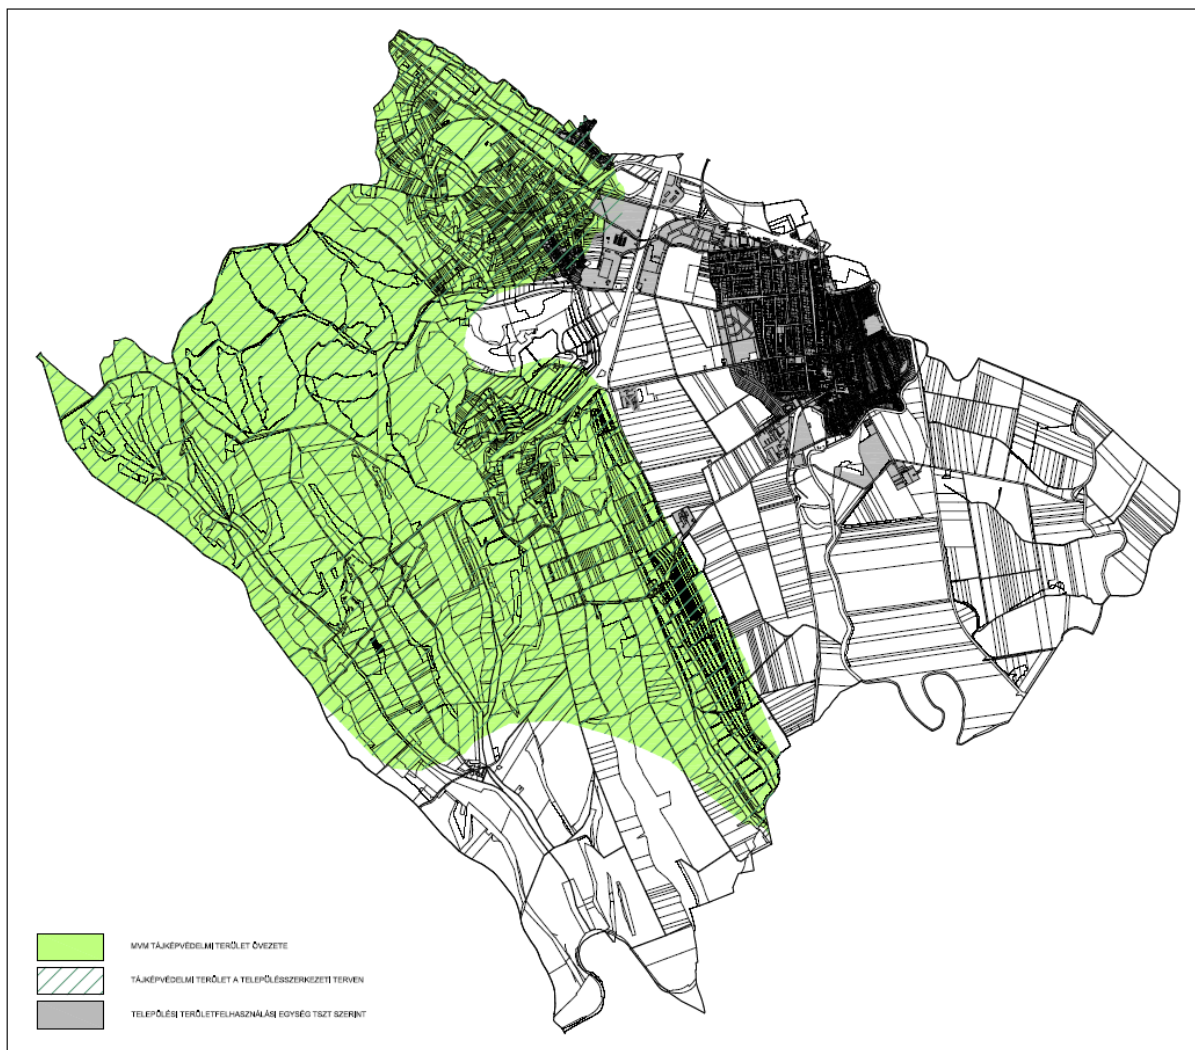 MVM TÁJKÉPVÉDELMI TERÜLET ÖVEZETE
TÁJKÉPVÉDELMI TERÜLET A TELEPÜLÉSSZERKEZETI TERVEN
TELEPÜLÉSI TERÜLETFELHASZNÁLÁSI EGYSÉG TSZT SZERINT